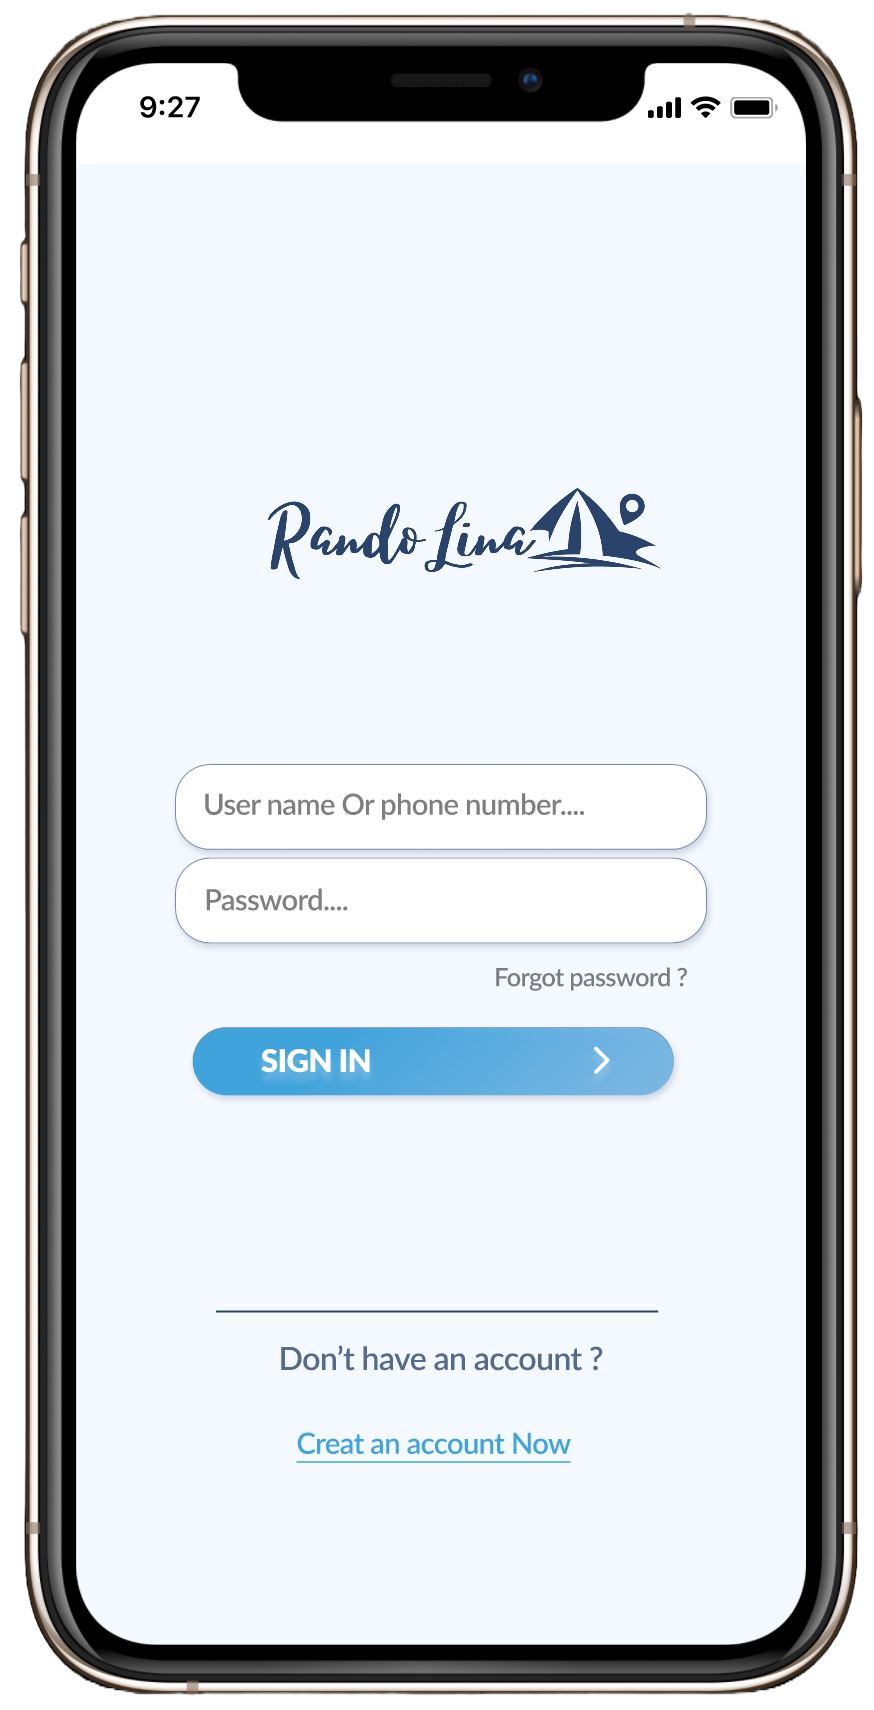 9:27
Rando Lina
User name Or phone number....
Password....
Forgot password ?
SIGN IN
Don’t have an account ?
Creat an account Now